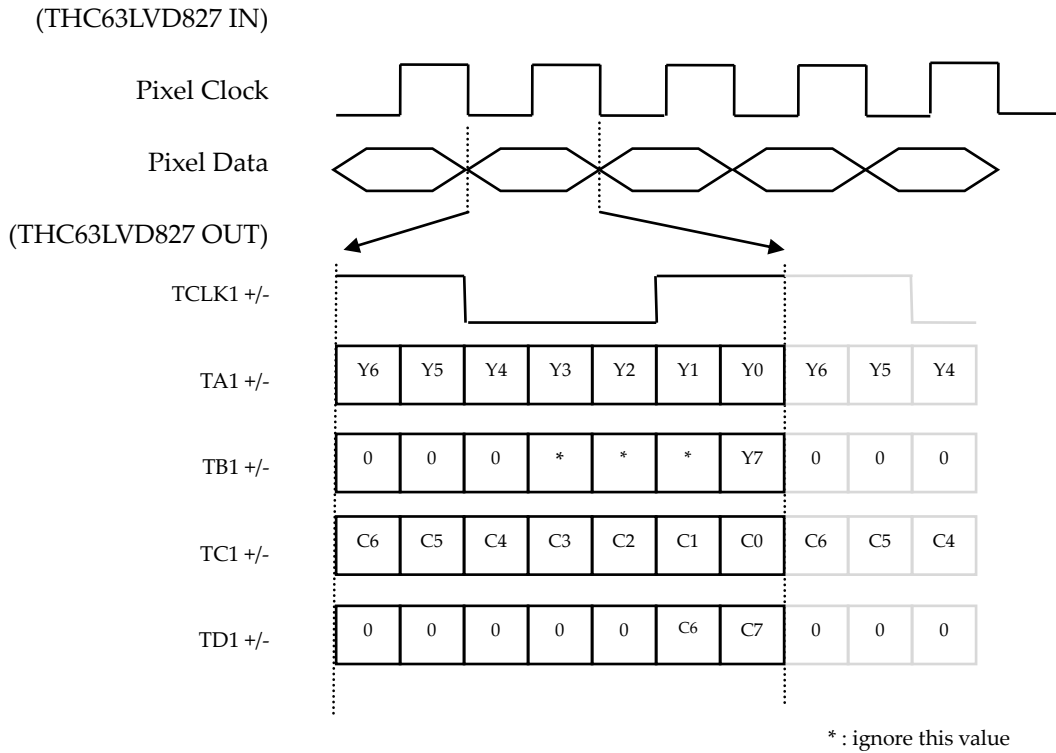 (THC63LVD827 IN)
Pixel Clock
Pixel Data
(THC63LVD827 OUT)
TCLK1 +/-
TA1 +/- Y6 Y5 Y4 Y3 Y2 Y1 Y0 Y6 Y5 Y4
TB1 +/- 0 0 0 * * * Y7 0 0 0
TC1 +/- C6 C5 C4 C3 C2 C1 C0 C6 C5 C4
TD1 +/- 0 0 0 0 0 C6 C7 0 0 0
* : ignore this value